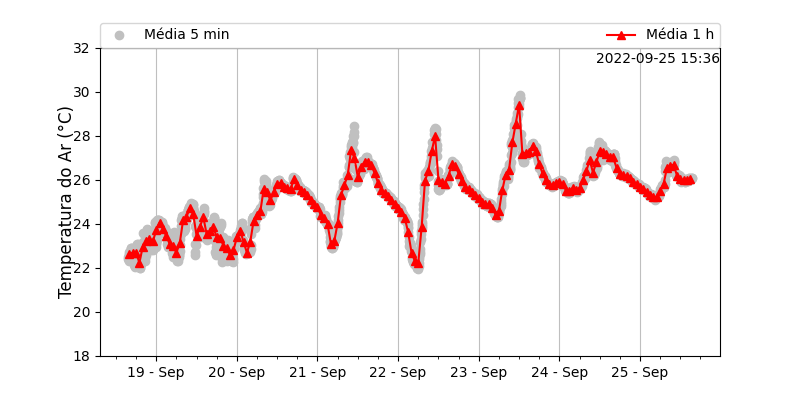 Média 5 min
Média 1 h
2022-09-25 15:36
Temperatura do Ar (°C)
32
30
28
26
24
22
20
18
19 - Sep
20 - Sep
21 - Sep
22 - Sep
23 - Sep
24 - Sep
25 - Sep